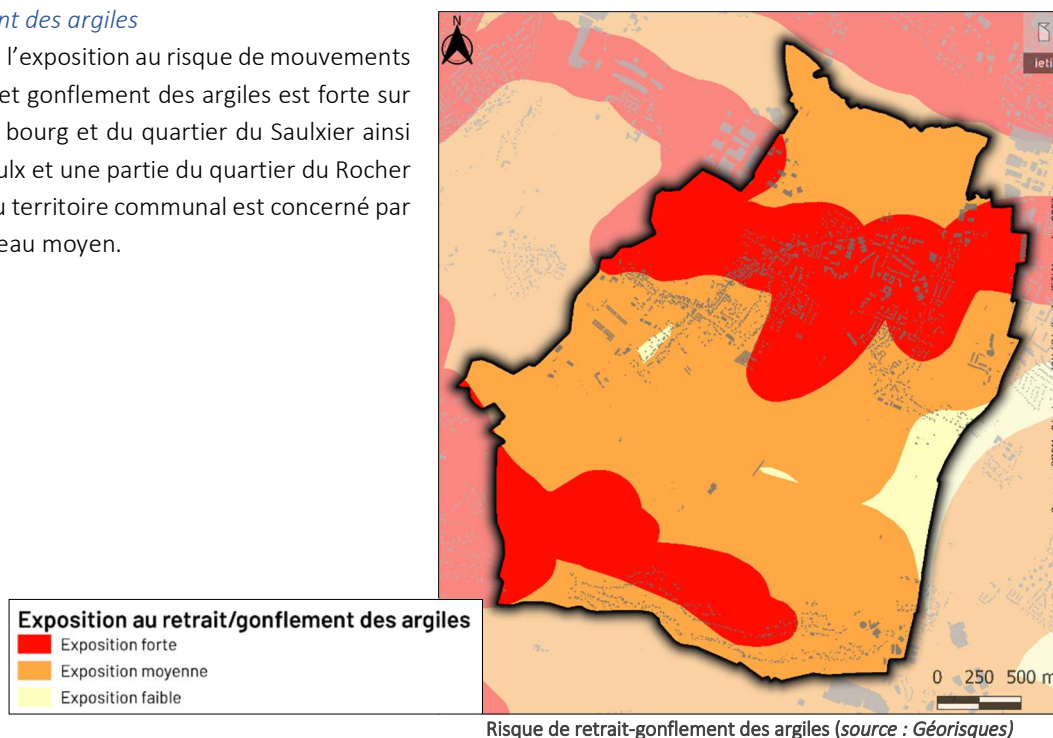 nt des argiles
l’exposition au risque de mouvements
et gonflement des argiles est forte sur
bourg et du quartier du Saulxier ainsi
ulx et une partie du quartier du Rocher
u territoire communal est concerné par
eau moyen.
N
ieti
Exposition au retrait/gonflement des argiles
Exposition forte
Exposition moyenne
Exposition faible
0 250 500 m
Risque de retrait-gonflement des argiles (source : Géorisques)